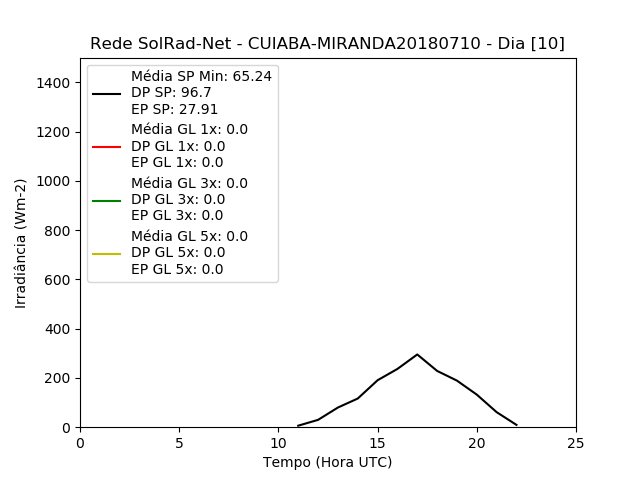 Rede SolRad-Net - CUIABA-MIRANDA20180710 - Dia [10]
Média SP Min: 65.24
DP SP: 96.7
EP SP: 27.91
Média GL 1x: 0.0
DP GL 1x: 0.0
EP GL 1x: 0.0
Média GL 3x: 0.0
DP GL 3x: 0.0
EP GL 3x: 0.0
Média GL 5x: 0.0
DP GL 5x: 0.0
EP GL 5x: 0.0
Irradiância (Wm-2)
1400
1200
1000
800
600
400
200
0
0 5 10 15 20 25
Tempo (Hora UTC)